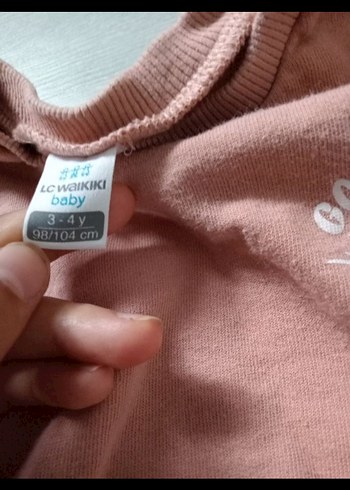 LC WAIKIKI
baby
3 - 4 y
98/104 cm